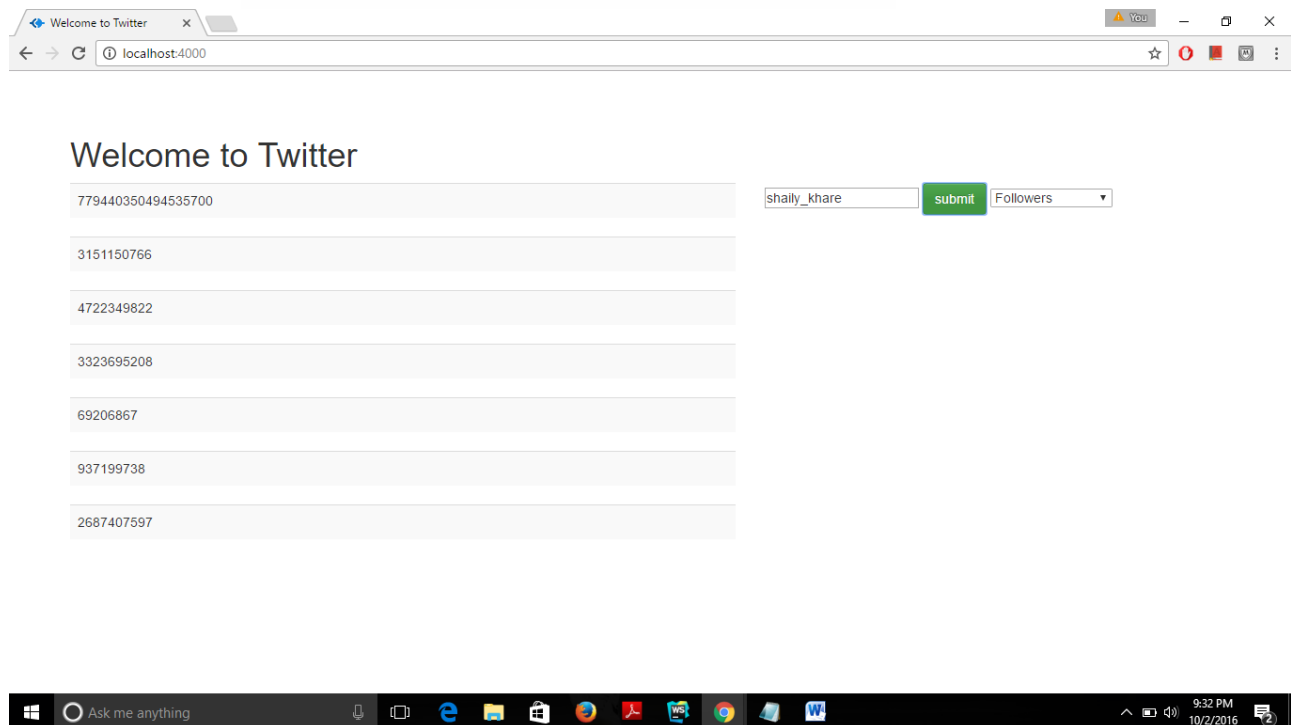 Welcome to Twitter
You
localhost:4000
Welcome to Twitter
779440350494535700
shaily_khare submit Followers
3151150766
4722349822
3323695208
69206867
937199738
2687407597
Ask me anything
9:32 PM
10/2/2016
2